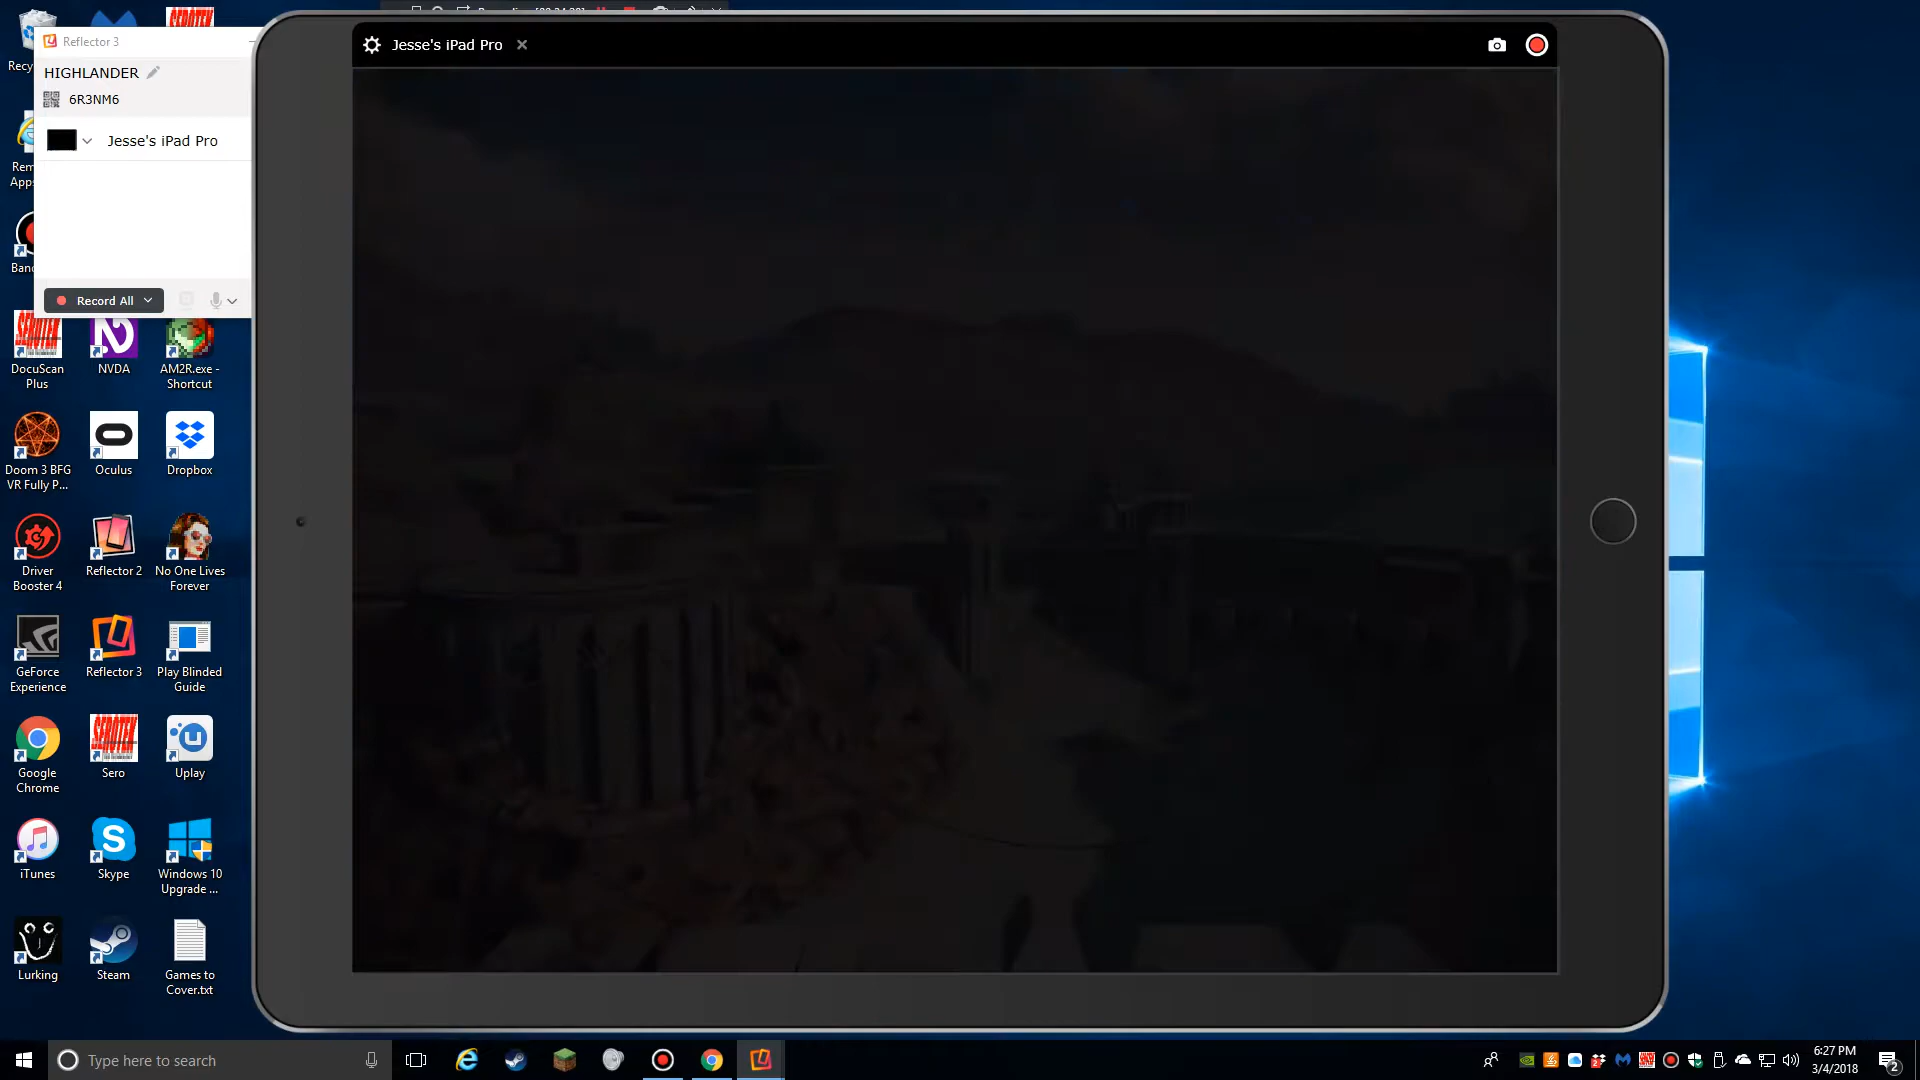 Reflector 3
HIGHLANDER
6R3NM6
Jesse's iPad Pro
Record All
Jesse's iPad Pro
DocuScan
Plus
NVDA
AM2R.exe -
Shortcut
Doom 3 BFG
VR Fully P...
Oculus
Dropbox
Driver
Booster 4
Reflector 2
No One Lives
Forever
GeForce
Experience
Reflector 3
Play Blinded
Guide
Google
Chrome
SEROTEK
Sero
Uplay
iTunes
Skype
Windows 10
Upgrade ...
Lurking
Steam
Games to
Cover.txt
Type here to search
6:27 PM
3/4/2018
2